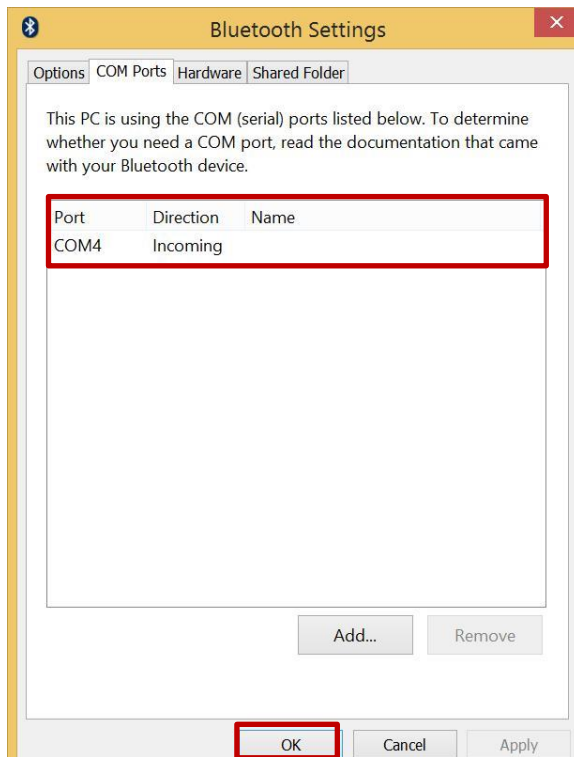 Bluetooth Settings
Options COM Ports Hardware Shared Folder
This PC is using the COM (serial) ports listed below. To determine
whether you need a COM port, read the documentation that came
with your Bluetooth device.
Port Direction Name
COM4 Incoming
Add... Remove
OK Cancel Apply